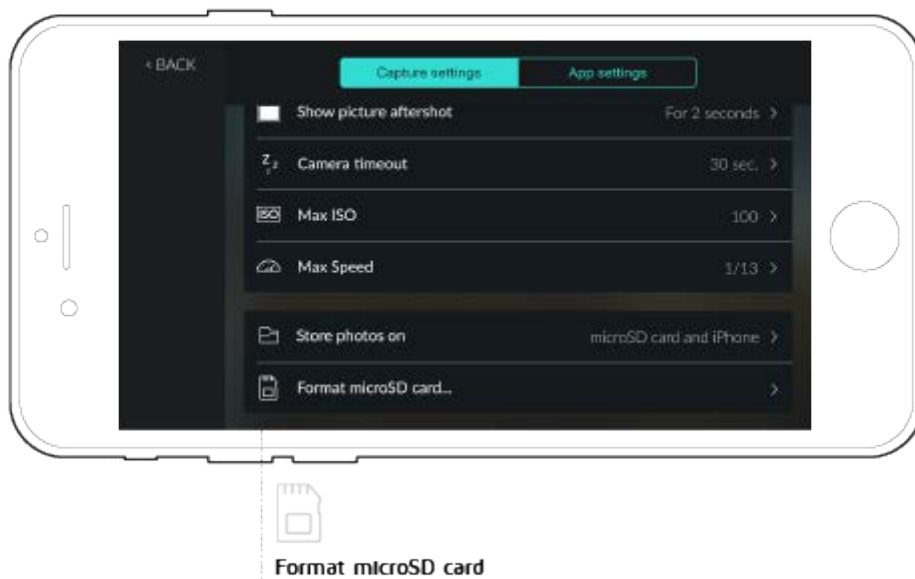 < BACK
Capture settings App settings
Show picture aftershot For 2 seconds >
Camera timeout 30 sec. >
ISO Max ISO 100 >
Max Speed 1/13 >
Store photos on microSD card and iPhone >
Format microSD card... >
Format microSD card